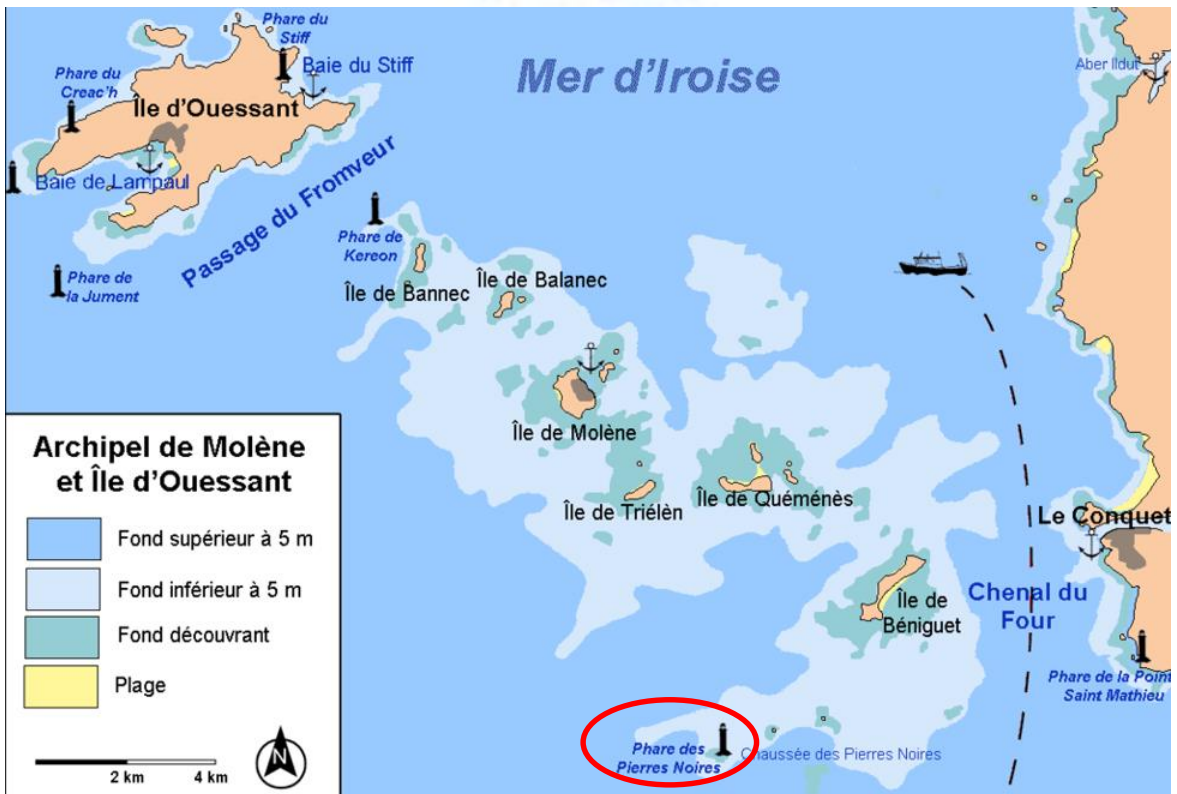 Phare du
Stiff
Baie du Stiff
Mer d'Iroise
Aber Ildut
Phare du
Creac'h
Île d'Ouessant
Baie de Lampaul
Passage du Fromveur
Phare de
Kereon
Phare de
la Jument
Île de Bannec
Île de Balanec
Île de Molène
Île de Triélèn
Île de Quéménès
Le Conquet
Île de
Béniguet
Chenal du
Four
Phare de la Point
Saint Mathieu
Phare des
Pierres Noires
Chaussée des Pierres Noires
Archipel de Molène
et Île d'Ouessant
Fond supérieur à 5 m
Fond inférieur à 5 m
Fond découvrant
Plage
2 km
4 km
N